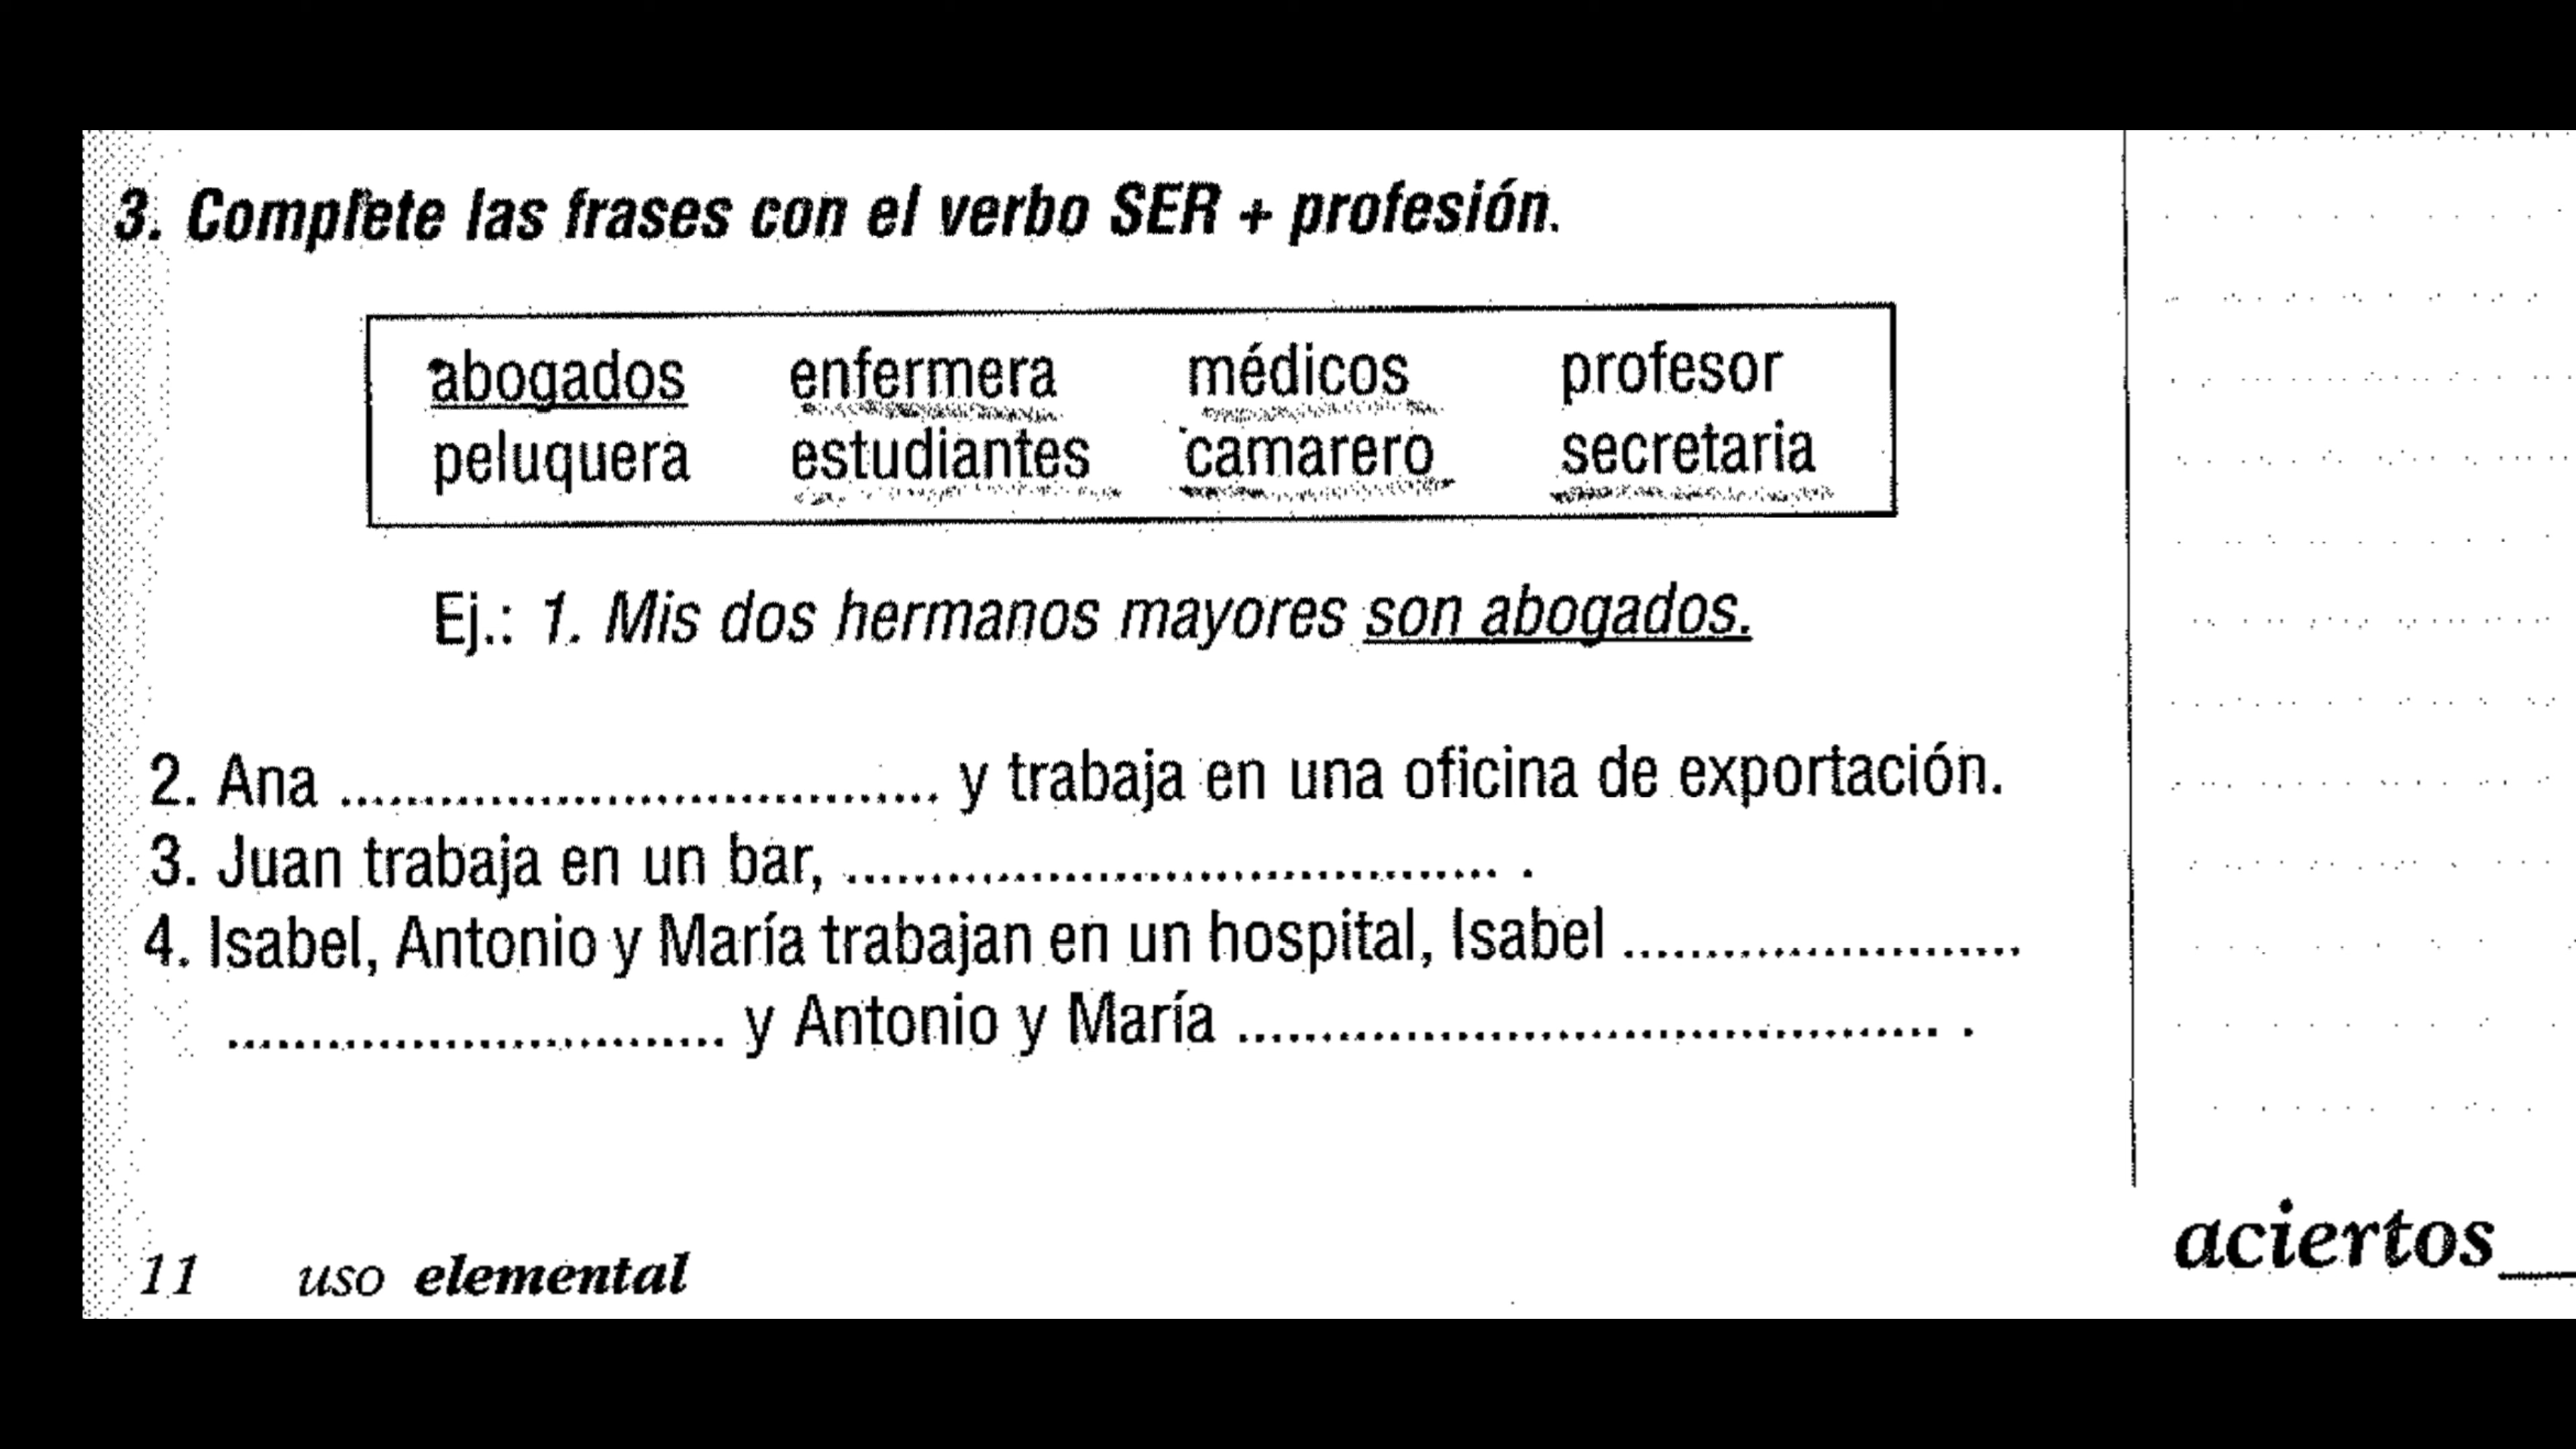 3. Complete las frases con el verbo SER + profesión.
abogados enfermera médicos profesor
peluquera estudiantes camarero secretaria
Ej.: 1. Mis dos hermanos mayores son abogados.
2. Ana .................................... y trabaja en una oficina de exportación.
3. Juan trabaja en un bar, ....................................... .
4. Isabel, Antonio y María trabajan en un hospital, Isabel ........................
.............................. y Antonio y María .......................................... .
11 uso elemental
aciertos__